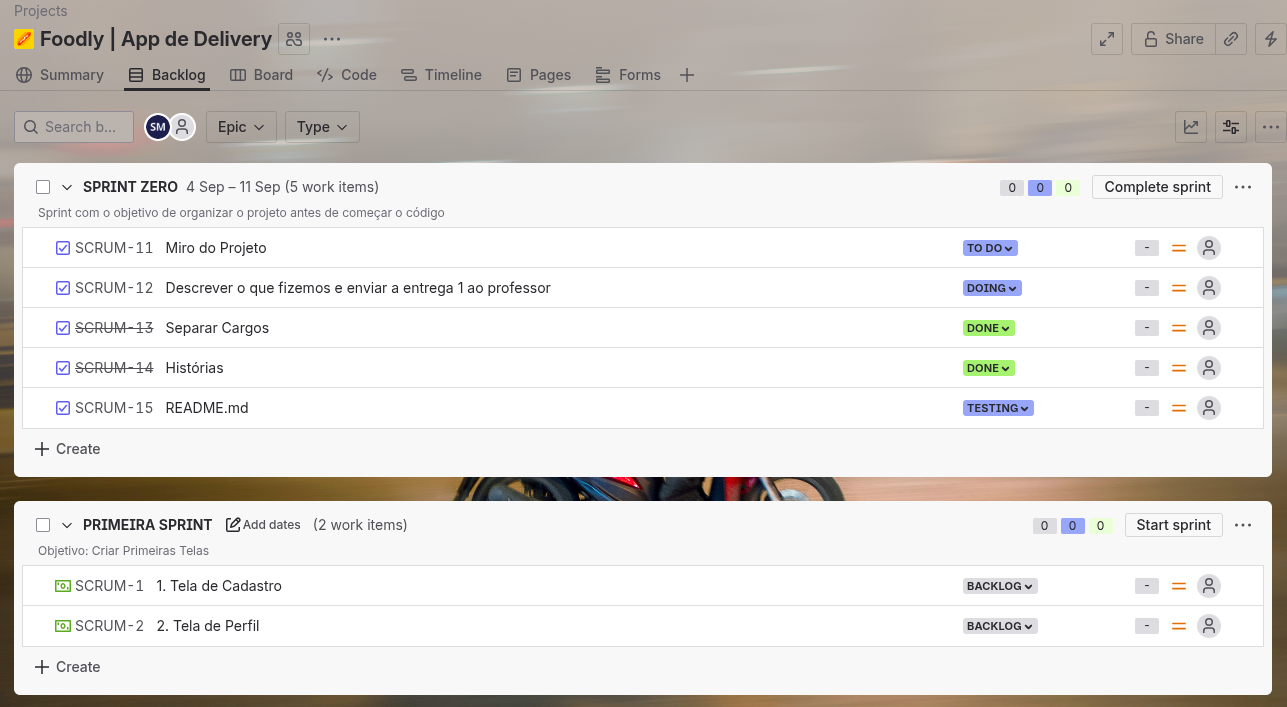 Projects
Foodly | App de Delivery
Share
Summary Backlog Board Code Timeline Pages Forms
Search b...
SM
Epic
Type
SPRINT ZERO 4 Sep – 11 Sep (5 work items) 0 0 0 Complete sprint
Sprint com o objetivo de organizar o projeto antes de começar o código
SCRUM-11 Miro do Projeto TO DO -
SCRUM-12 Descrever o que fizemos e enviar a entrega 1 ao professor DOING -
SCRUM-13 Separar Cargos DONE -
SCRUM-14 Histórias DONE -
SCRUM-15 README.md TESTING -
Create
PRIMEIRA SPRINT Add dates (2 work items) 0 0 0 Start sprint
Objetivo: Criar Primeiras Telas
SCRUM-1 1. Tela de Cadastro BACKLOG -
SCRUM-2 2. Tela de Perfil BACKLOG -
Create